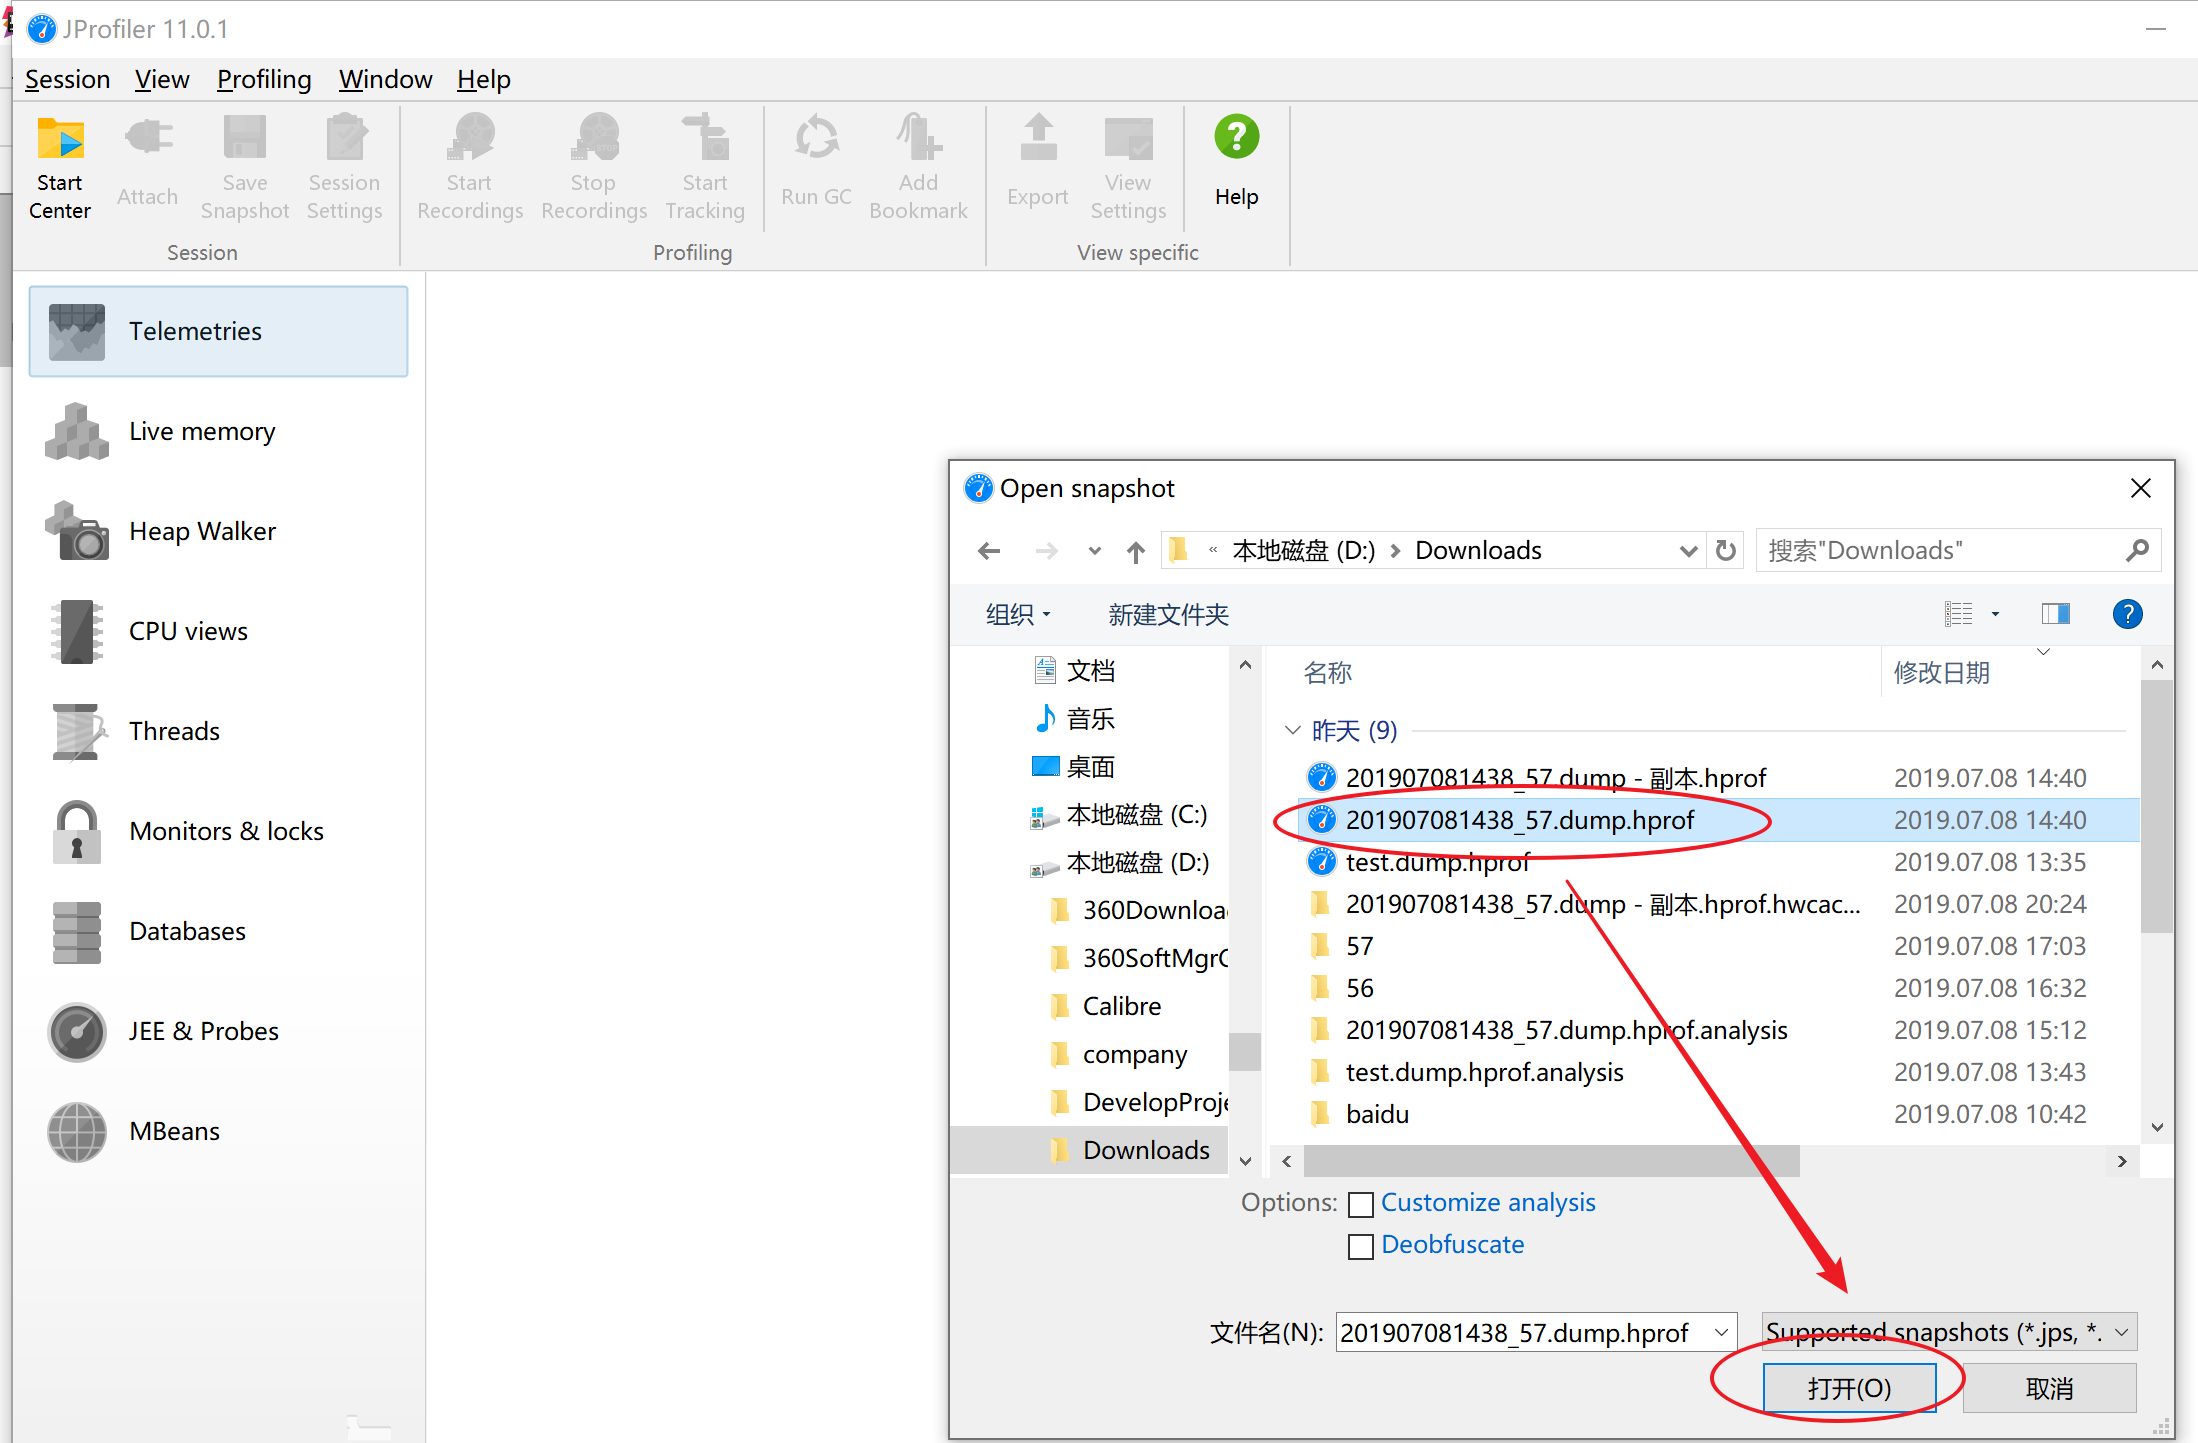 JProfiler 11.0.1
Session View Profiling Window Help
Start Center
Attach
Save Snapshot
Session Settings
Start Recordings
Stop Recordings
Start Tracking
Run GC
Add Bookmark
Export
View Settings
Help
Session
Profiling
View specific
Telemetries
Live memory
Heap Walker
CPU views
Threads
Monitors & locks
Databases
JEE & Probes
MBeans
Open snapshot
« 本地磁盘 (D:) › Downloads
搜索"Downloads"
组织
新建文件夹
文档
音乐
桌面
本地磁盘 (C:)
本地磁盘 (D:)
360Downloa
360SoftMgrG
Calibre
company
DevelopProje
Downloads
名称 修改日期
昨天 (9)
201907081438_57.dump - 副本.hprof 2019.07.08 14:40
201907081438_57.dump.hprof 2019.07.08 14:40
test.dump.hprof 2019.07.08 13:35
201907081438_57.dump - 副本.hprof.hwcac... 2019.07.08 20:24
57 2019.07.08 17:03
56 2019.07.08 16:32
201907081438_57.dump.hprof.analysis 2019.07.08 15:12
test.dump.hprof.analysis 2019.07.08 13:43
baidu 2019.07.08 10:42
Options: Customize analysis
Deobfuscate
文件名(N): 201907081438_57.dump.hprof Supported snapshots (*.jps, *.
打开(O) 取消